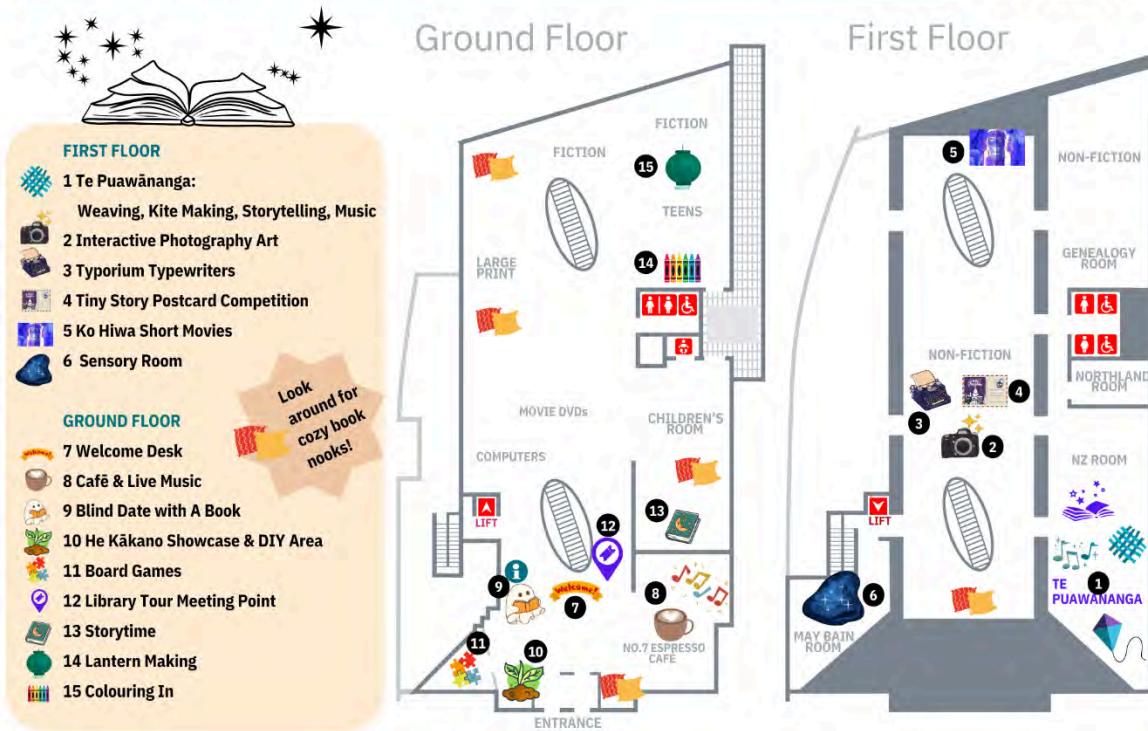 FIRST FLOOR
1 Te Puawānanga:
Weaving, Kite Making, Storytelling, Music
2 Interactive Photography Art
3 Typorium Typewriters
4 Tiny Story Postcard Competition
5 Ko Hiwa Short Movies
6 Sensory Room
GROUND FLOOR
7 Welcome Desk
8 Cafē & Live Music
9 Blind Date with A Book
10 He Kākano Showcase & DIY Area
11 Board Games
12 Library Tour Meeting Point
13 Storytime
14 Lantern Making
15 Colouring In
Welcome!
Look
around for
cozy book
nooks!
Ground Floor
FICTION
FICTION
15
TEENS
LARGE
PRINT
14
MOVIE DVDs
CHILDREN'S
ROOM
COMPUTERS
LIFT
13
12
i
9
Welcome!
7
8
11
10
NO.7 ESPRESSO
CAFE
ENTRANCE
First Floor
5
NON-FICTION
GENEALOGY
ROOM
NON-FICTION
NORTHLAND
ROOM
4
3
2
NZ ROOM
LIFT
1
TE
PUAWANANGA
6
MAY BAIN
ROOM